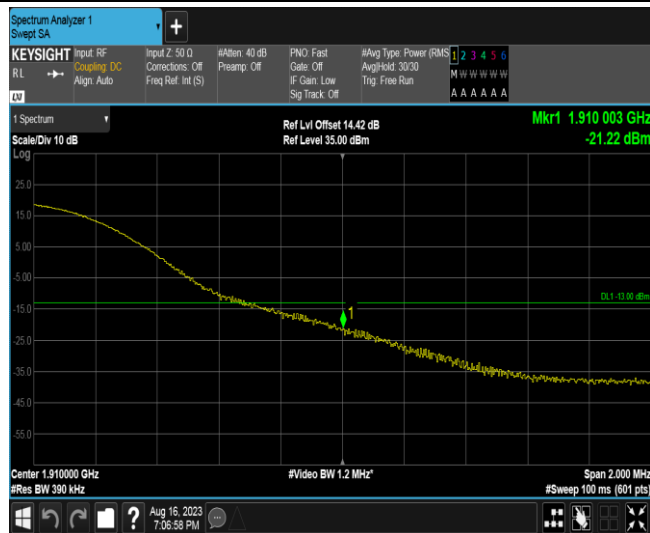 Spectrum Analyzer 1
Swept SA
+
KEYSIGHT
RL
Input: RF
Coupling: DC
Align: Auto
Input Z: 50 Ω
Corrections: Off
Freq Ref: Int (S)
#Atten: 40 dB
Preamp: Off
PNO: Fast
Gate: Off
IF Gain: Low
Sig Track: Off
#Avg Type: Power (RMS
Avg|Hold: 30/30
Trig: Free Run
1 2 3 4 5 6
M W W W W W
A A A A A A
LXI
1 Spectrum
Scale/Div 10 dB
Ref Lvl Offset 14.42 dB
Ref Level 35.00 dBm
Mkr1 1.910 003 GHz
-21.22 dBm
Log
25.0
15.0
5.00
-5.00
DL1 -13.00 dBm
-15.0
1
-25.0
-35.0
-45.0
-55.0
Center 1.910000 GHz
#Res BW 390 kHz
#Video BW 1.2 MHz*
Span 2.000 MHz
#Sweep 100 ms (601 pts)
?
Aug 16, 2023
7:06:58 PM